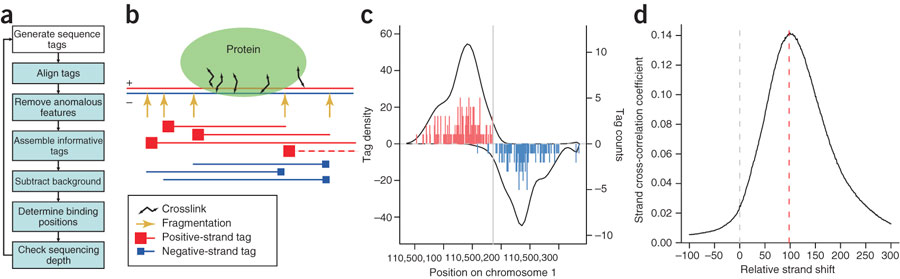 a
Generate sequence
tags
Align tags
Remove anomalous
features
Assemble informative
tags
Subtract background
Determine binding
positions
Check sequencing
depth
b
Protein
+
–
Crosslink
Fragmentation
Positive-strand tag
Negative-strand tag
c
60
40
20
0
−20
−40
Tag density
10
5
0
−5
−10
Tag counts
110,500,100
110,500,300
Position on chromosome 1
d
0.14
0.12
0.10
0.08
0.06
0.04
0.02
0.00
Strand cross-correlation coefficient
−100
−50
0
50
100
150
200
250
300
Relative strand shift